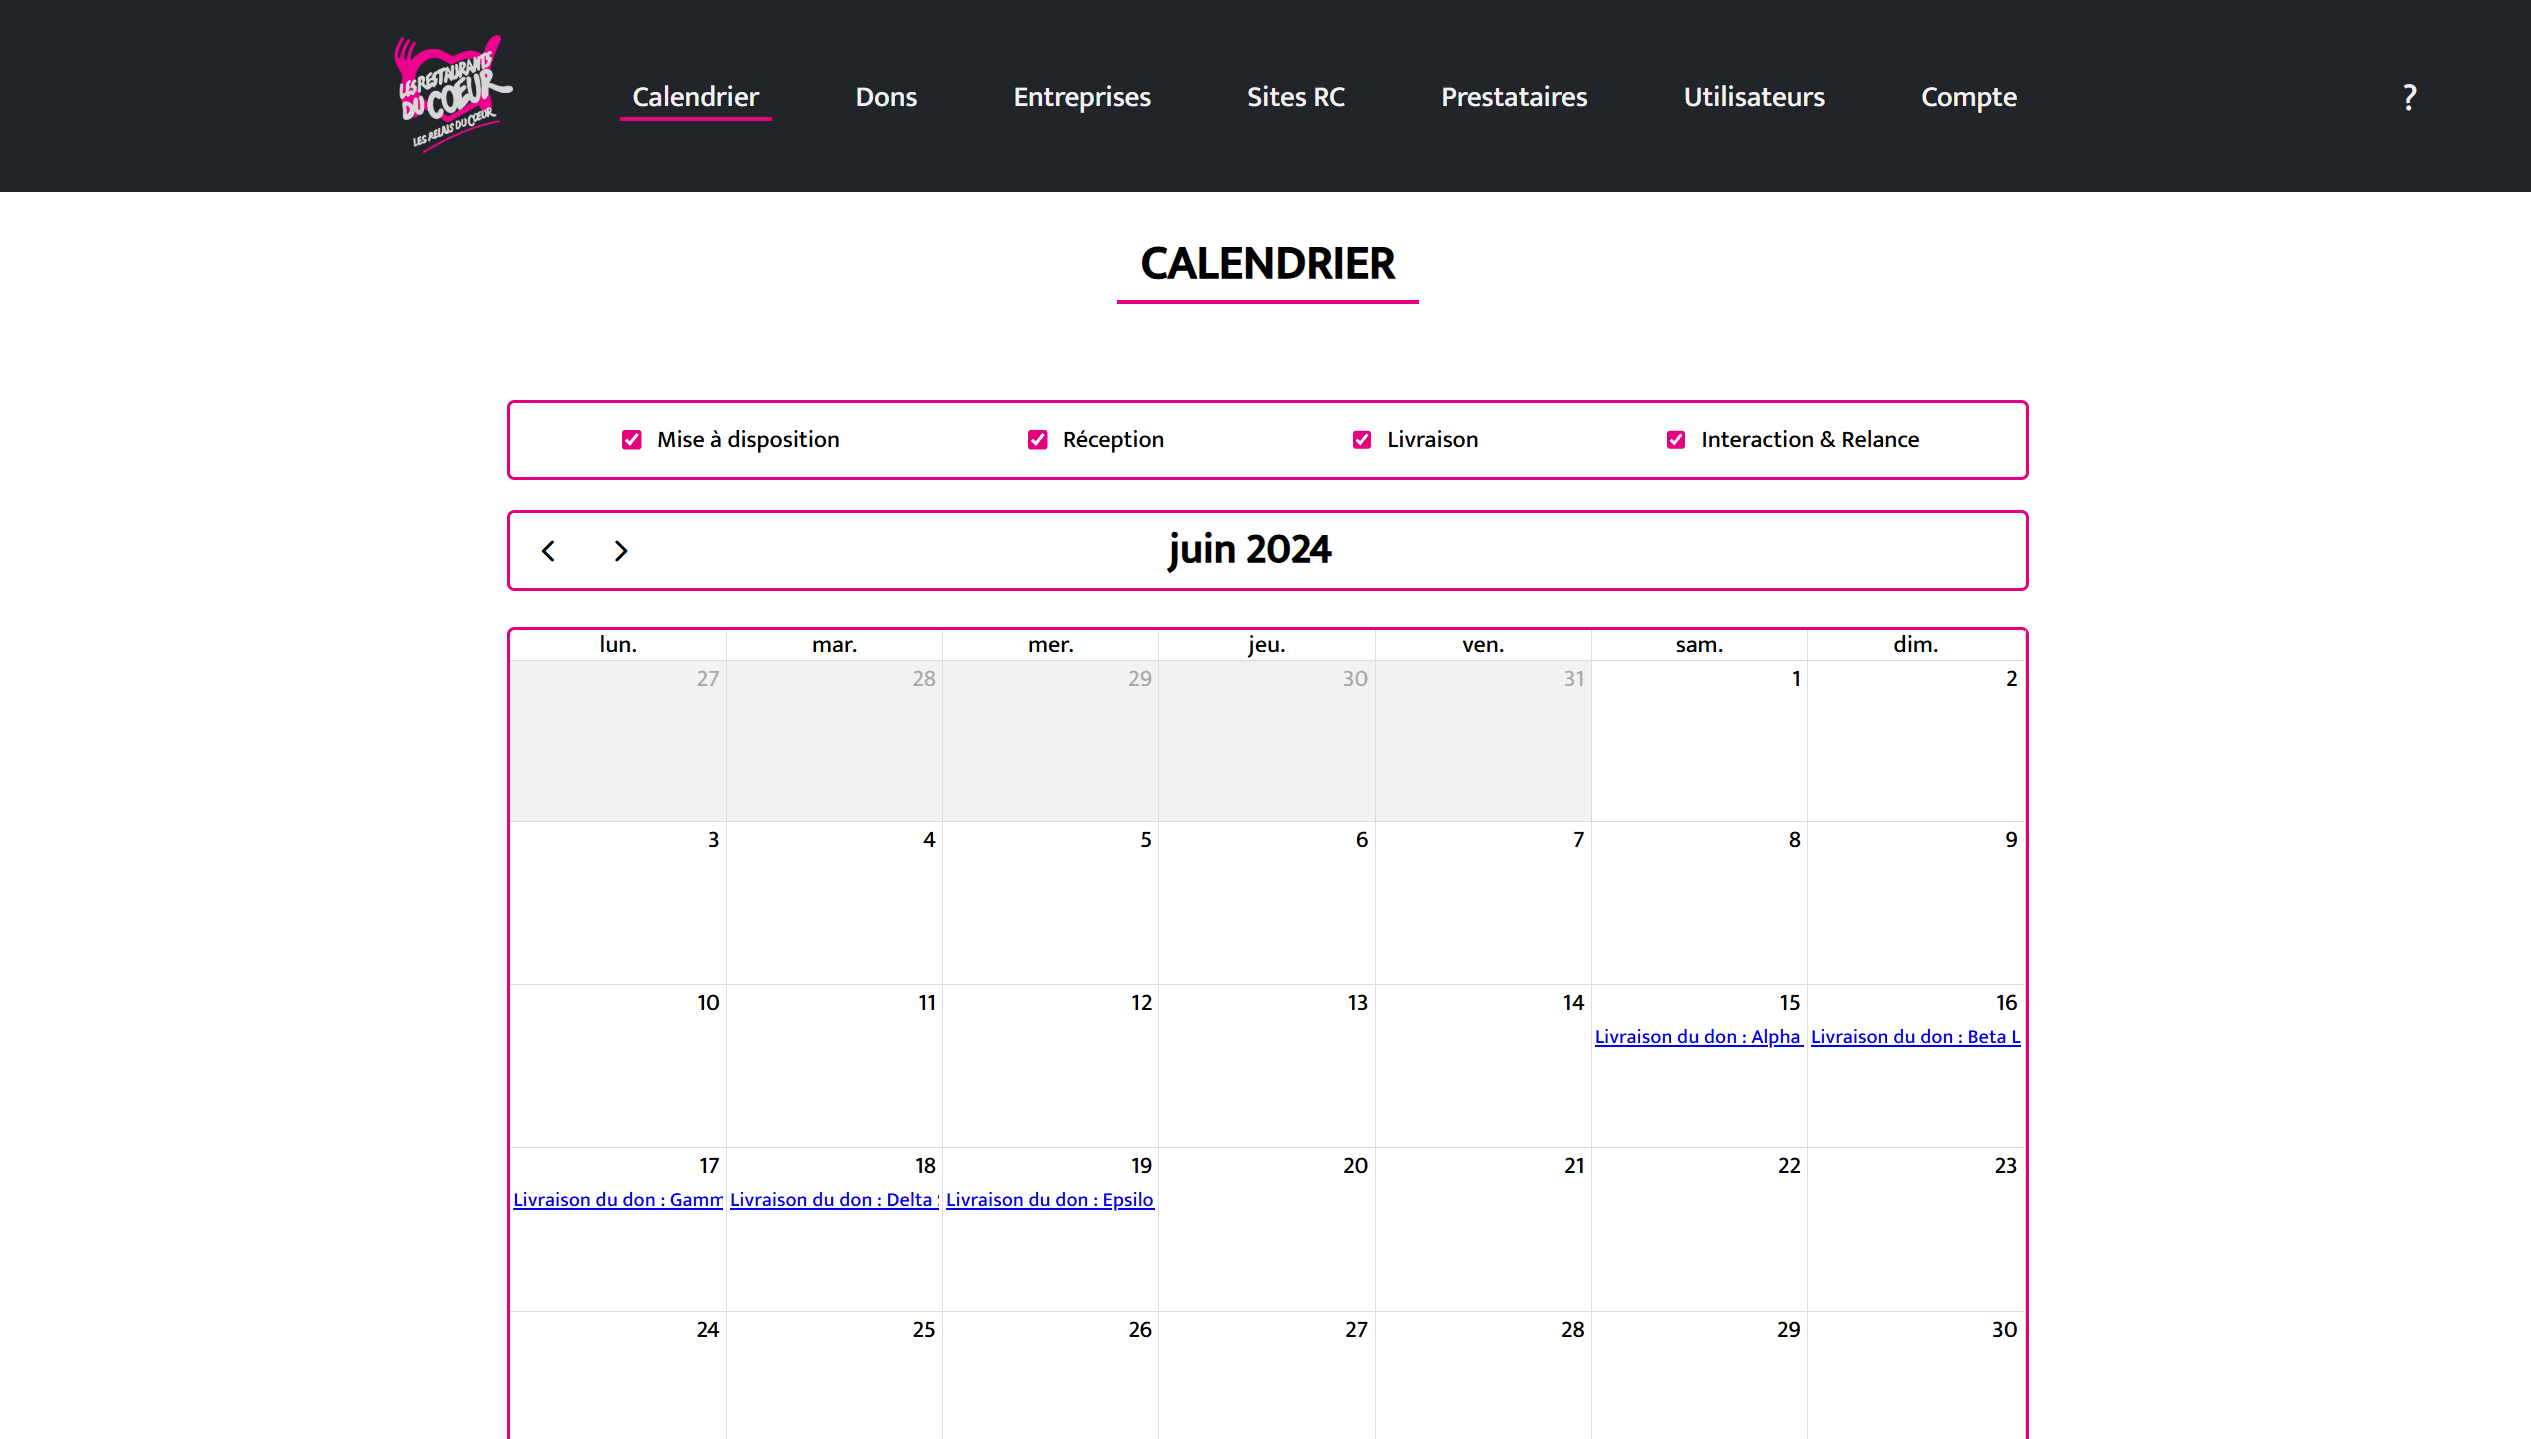 LES RESTAURANTS
DU COEUR
LES RELAIS DU CŒUR
Calendrier Dons Entreprises Sites RC Prestataires Utilisateurs Compte ?
CALENDRIER
Mise à disposition Réception Livraison Interaction & Relance
juin 2024
lun. mar. mer. jeu. ven. sam. dim.
27 28 29 30 31 1 2
3 4 5 6 7 8 9
10 11 12 13 14 15 16
Livraison du don : Alpha Livraison du don : Beta L
17 18 19 20 21 22 23
Livraison du don : Gamm Livraison du don : Delta Livraison du don : Epsilo
24 25 26 27 28 29 30